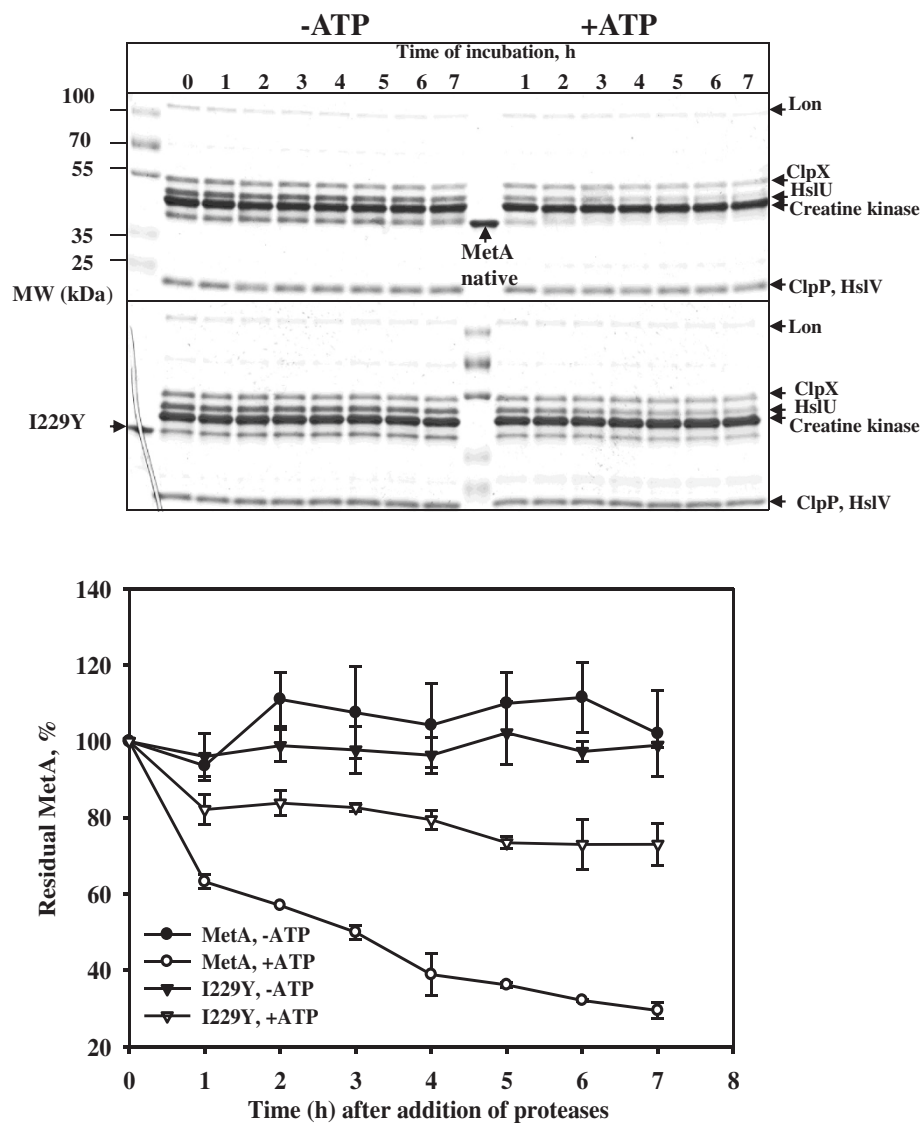 -ATP +ATP
Time of incubation, h
0 1 2 3 4 5 6 7 1 2 3 4 5 6 7
100
Lon
70
55
ClpX
HslU
Creatine kinase
35
MetA
native
25
MW (kDa)
ClpP, HslV
Lon
ClpX
HslU
I229Y
Creatine kinase
ClpP, HslV
140
120
100
80
60
40
20
Residual MetA, %
MetA, -ATP
MetA, +ATP
I229Y, -ATP
I229Y, +ATP
0 1 2 3 4 5 6 7 8
Time (h) after addition of proteases